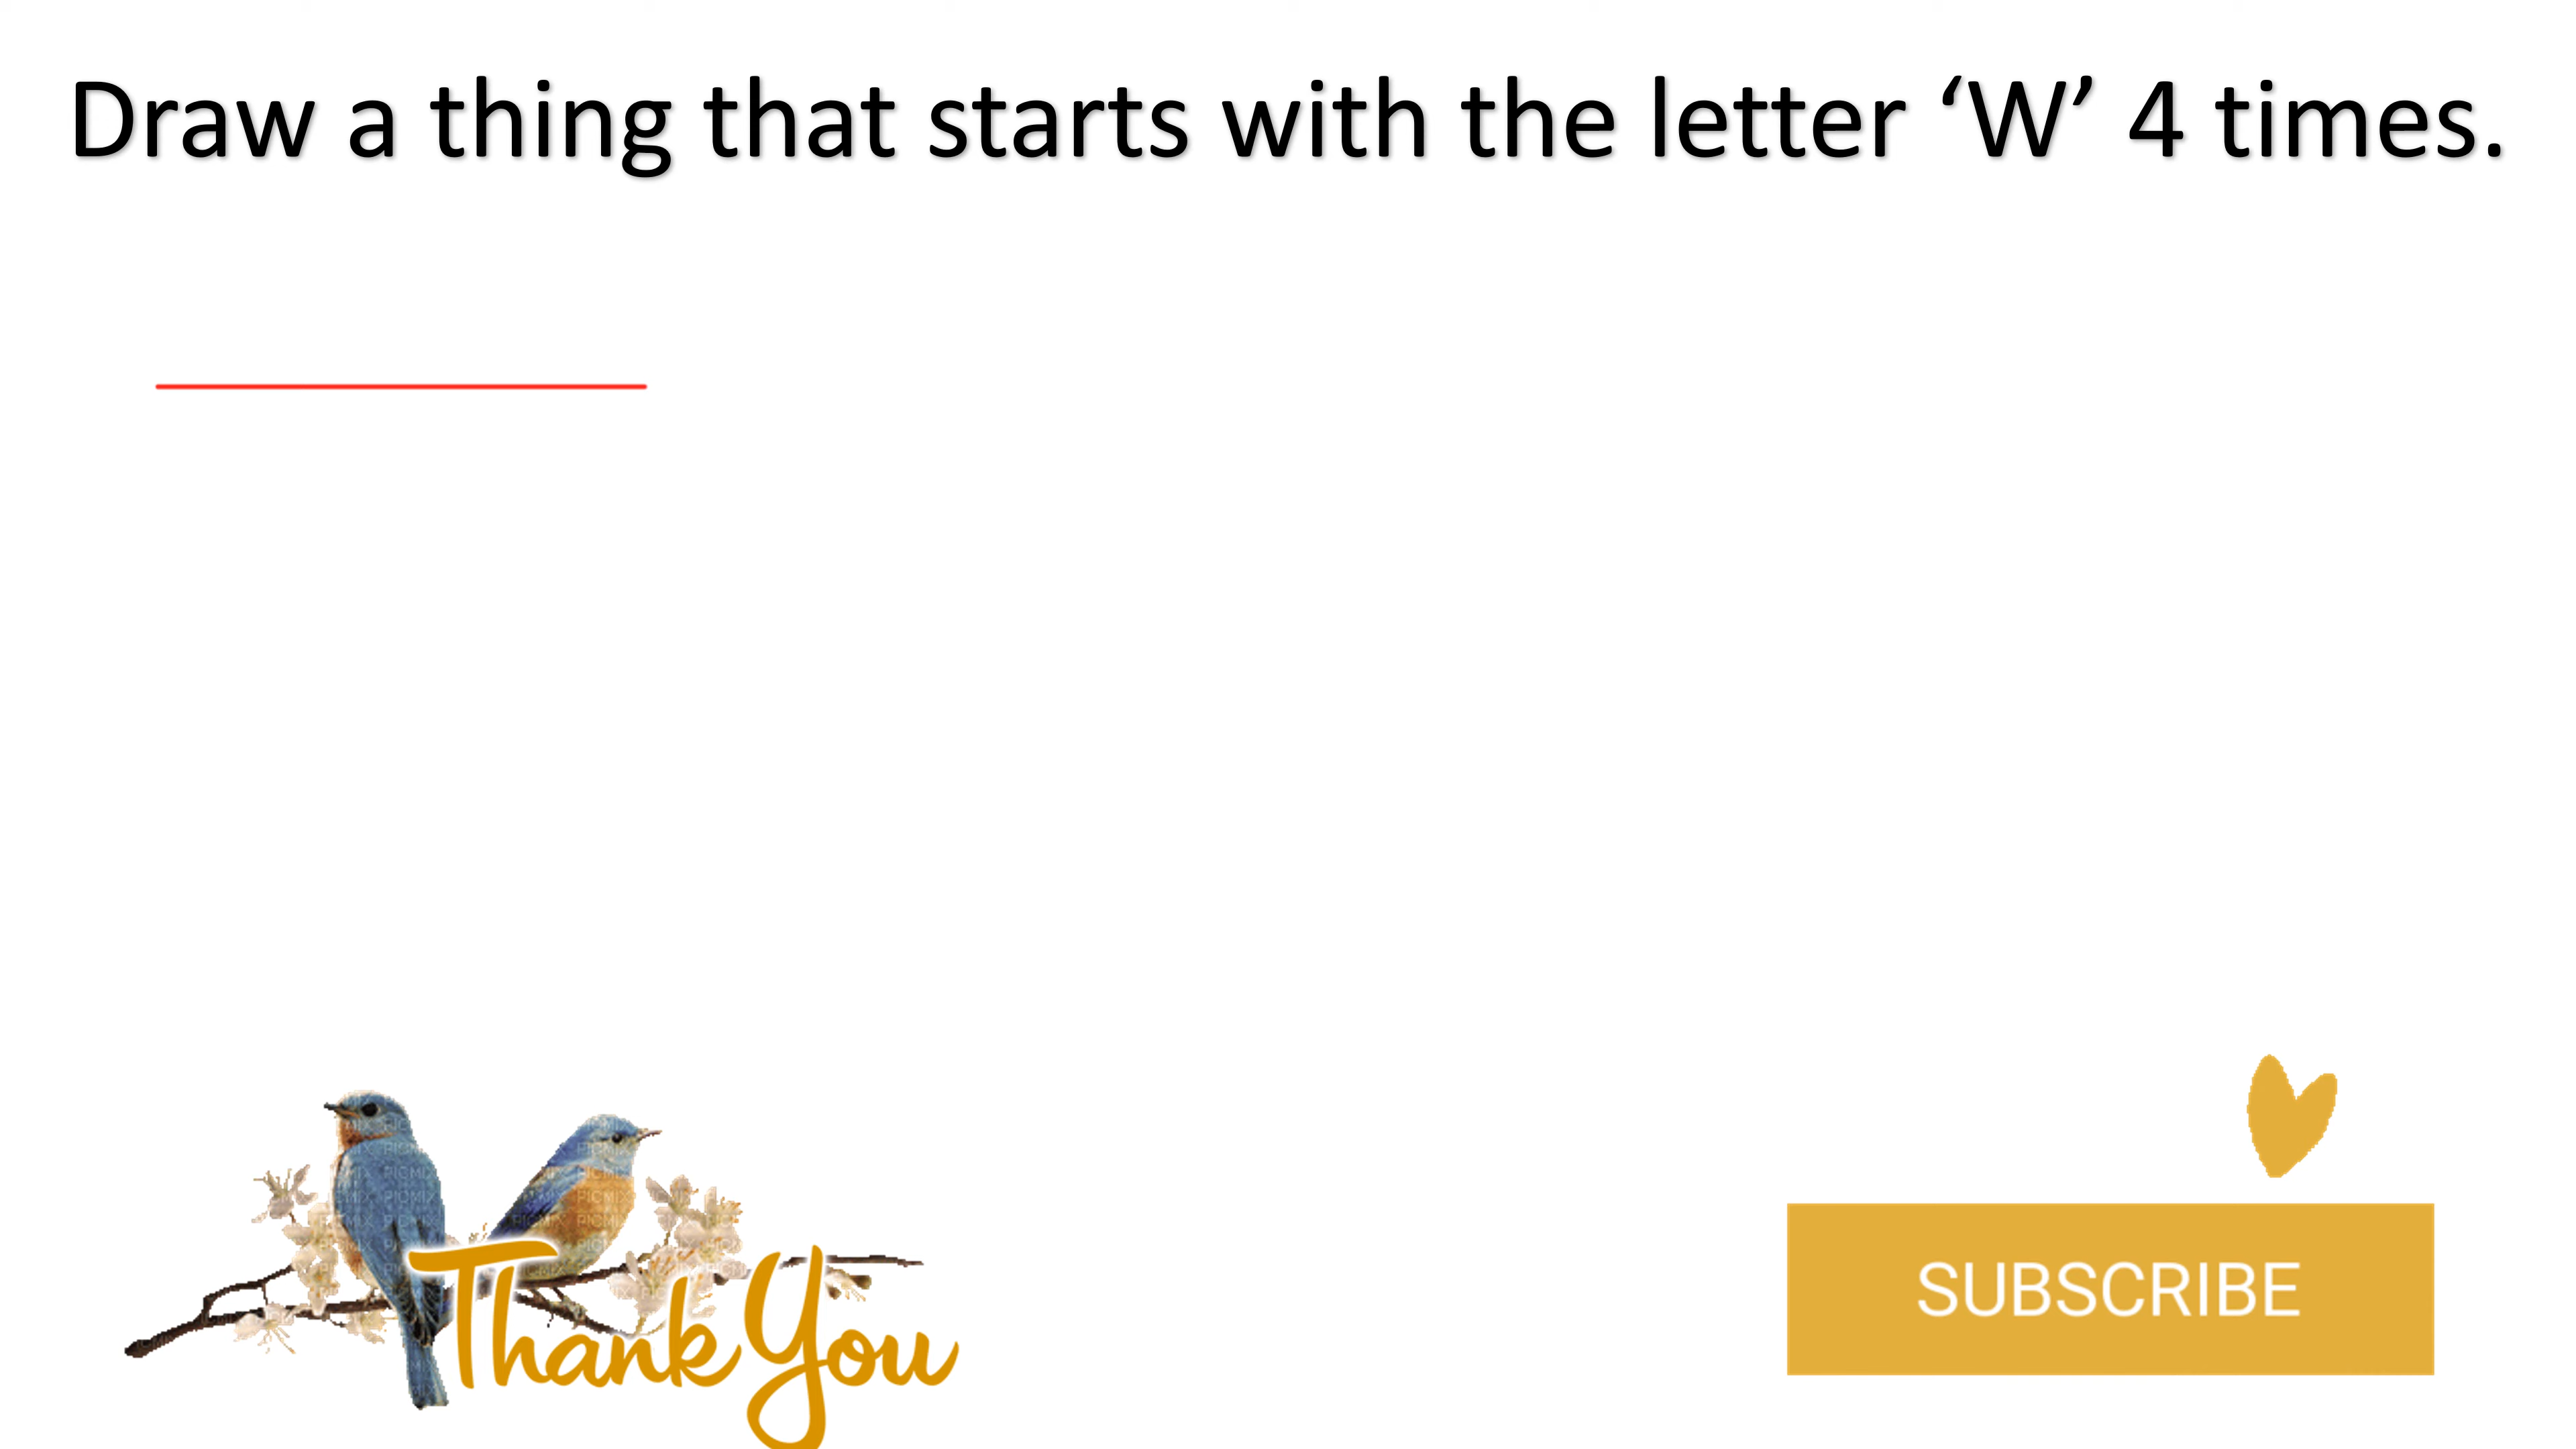 Draw a thing that starts with the letter ‘W’ 4 times.
Thank You
SUBSCRIBE